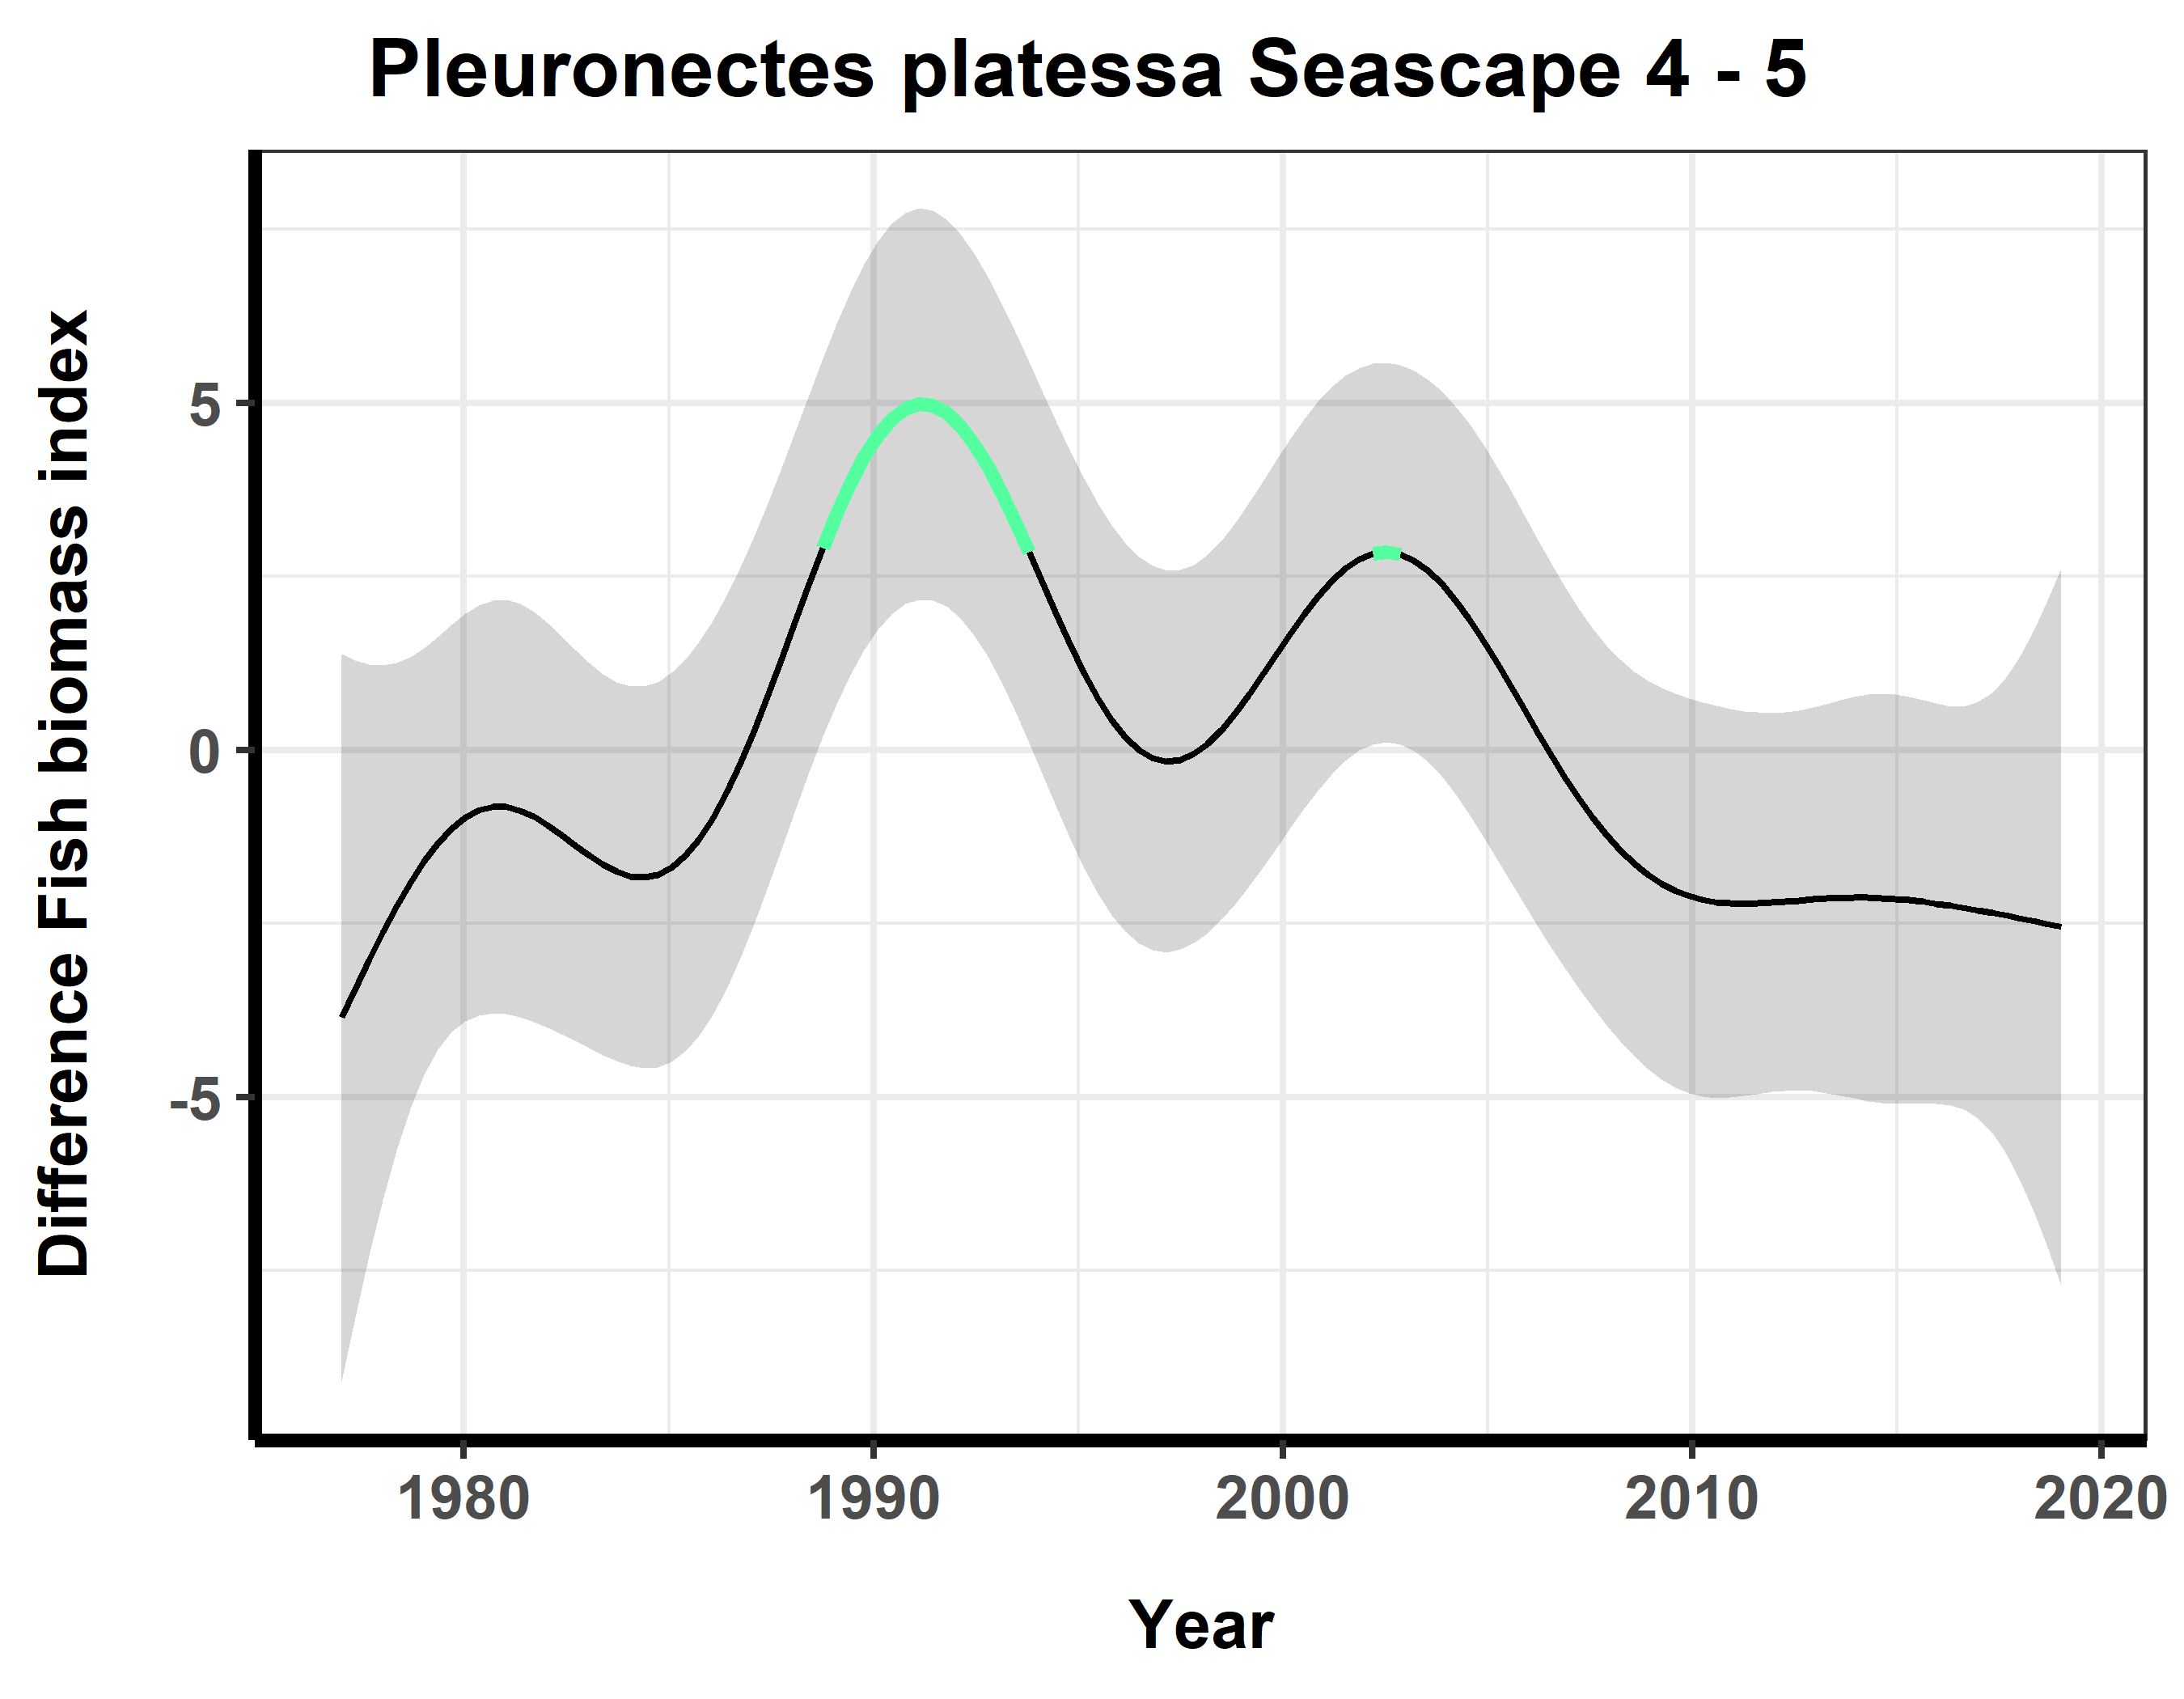 Pleuronectes platessa Seascape 4 - 5
Difference Fish biomass index
5
0
-5
1980 1990 2000 2010 2020
Year